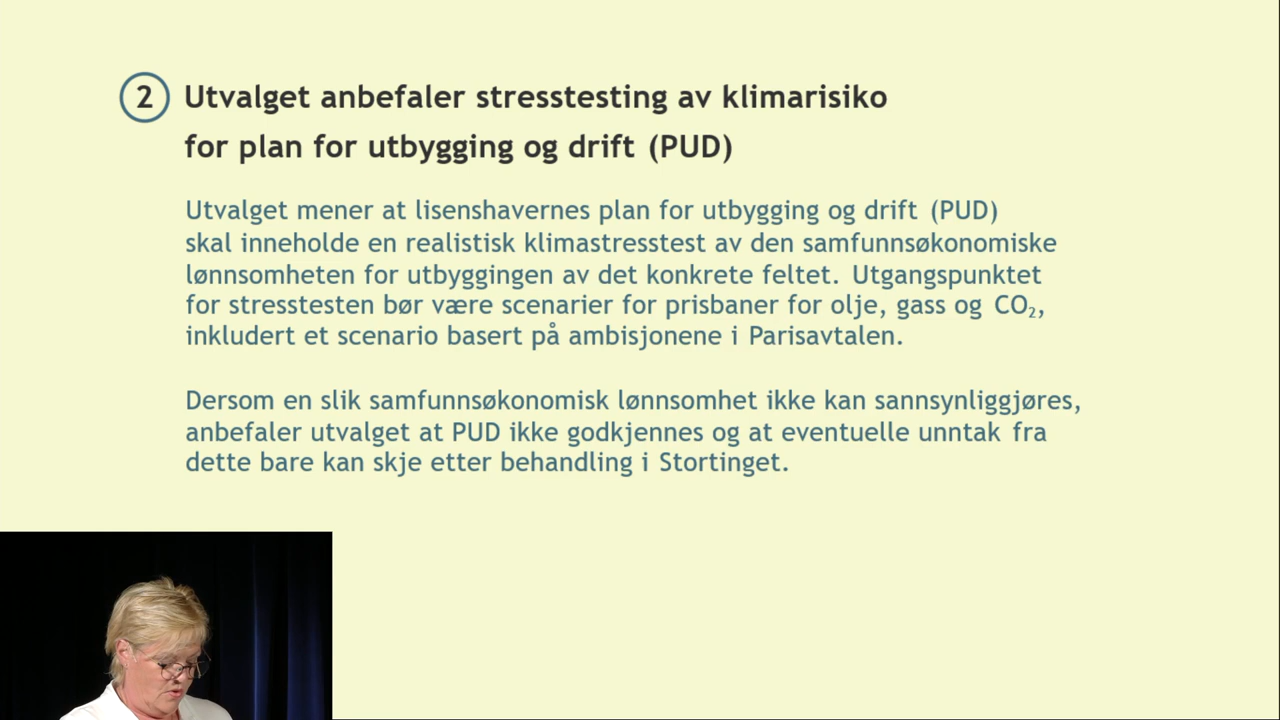 2 Utvalget anbefaler stresstesting av klimarisiko
for plan for utbygging og drift (PUD)
Utvalget mener at lisenshavernes plan for utbygging og drift (PUD)
skal inneholde en realistisk klimastresstest av den samfunnsøkonomiske
lønnsomheten for utbyggingen av det konkrete feltet. Utgangspunktet
for stresstesten bør være scenarier for prisbaner for olje, gass og CO₂,
inkludert et scenario basert på ambisjonene i Parisavtalen.
Dersom en slik samfunnsøkonomisk lønnsomhet ikke kan sannsynliggjøres,
anbefaler utvalget at PUD ikke godkjennes og at eventuelle unntak fra
dette bare kan skje etter behandling i Stortinget.